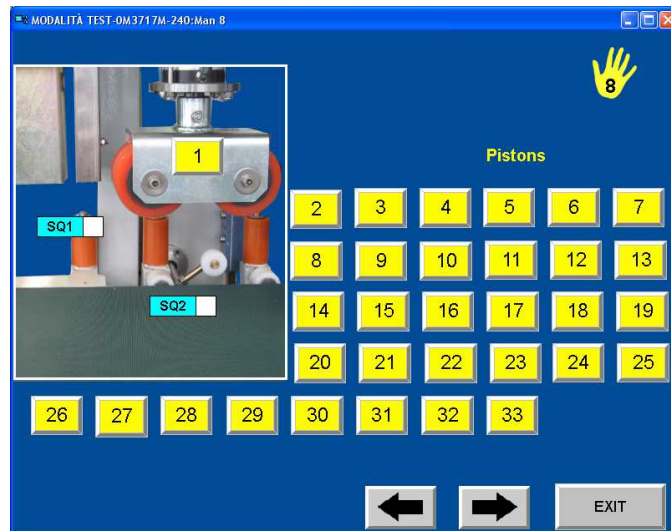 MODALITÀ TEST-0M3717M-240:Man 8
8
1
Pistons
2 3 4 5 6 7
SQ1
8 9 10 11 12 13
SQ2
14 15 16 17 18 19
20 21 22 23 24 25
26 27 28 29 30 31 32 33
EXIT